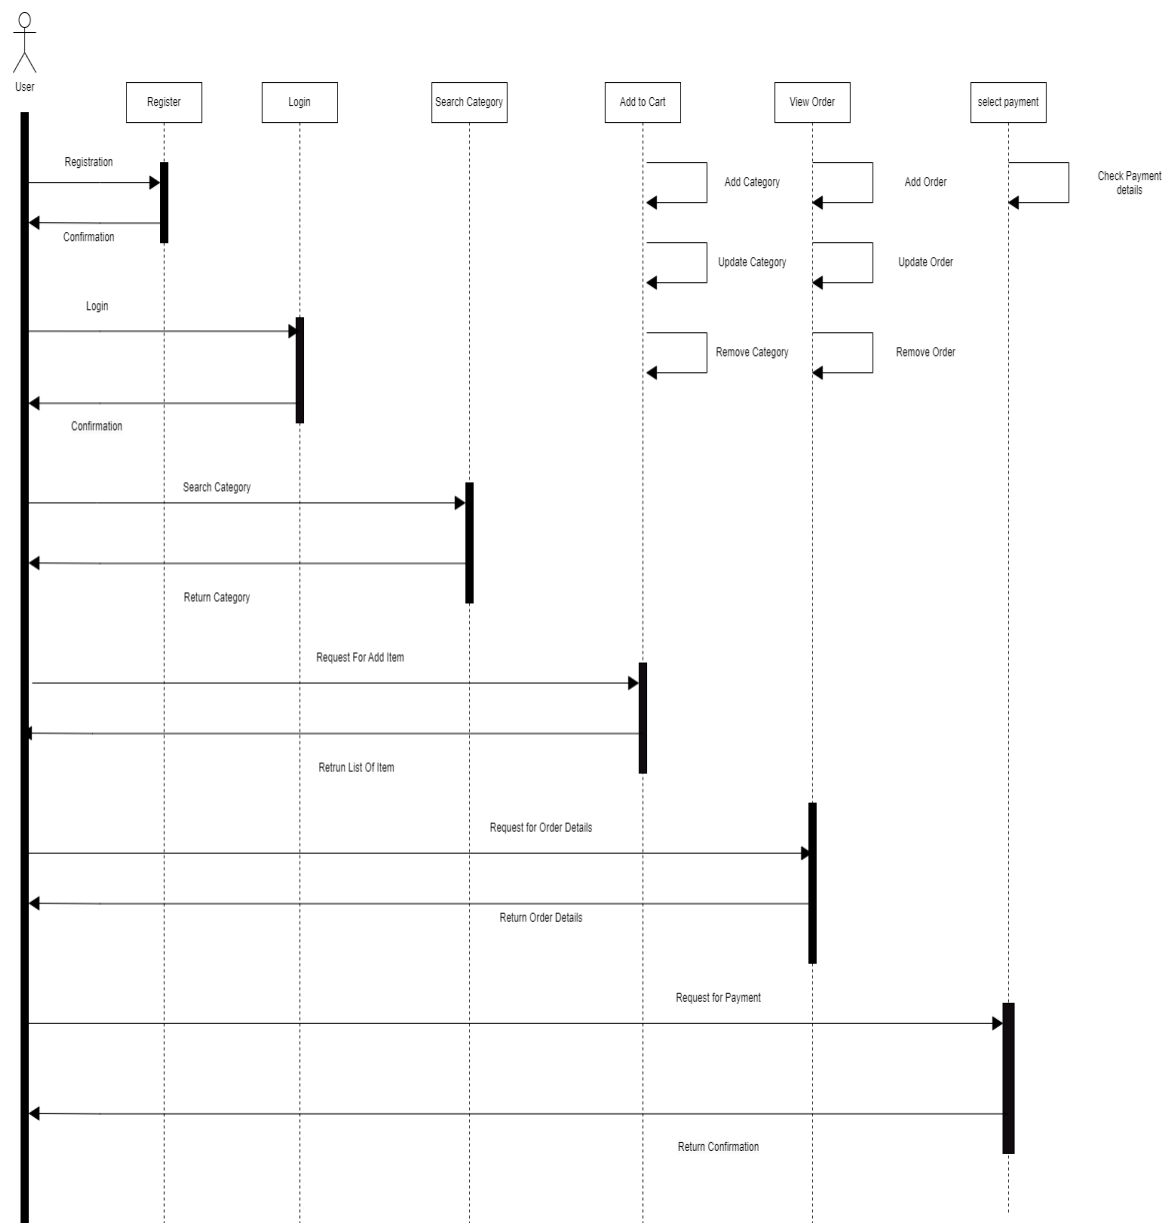 User
Register
Login
Search Category
Add to Cart
View Order
select payment
Registration
Add Category
Add Order
Check Payment
details
Confirmation
Update Category
Update Order
Login
Remove Category
Remove Order
Confirmation
Search Category
Return Category
Request For Add Item
Retrun List Of Item
Request for Order Details
Return Order Details
Request for Payment
Return Confirmation